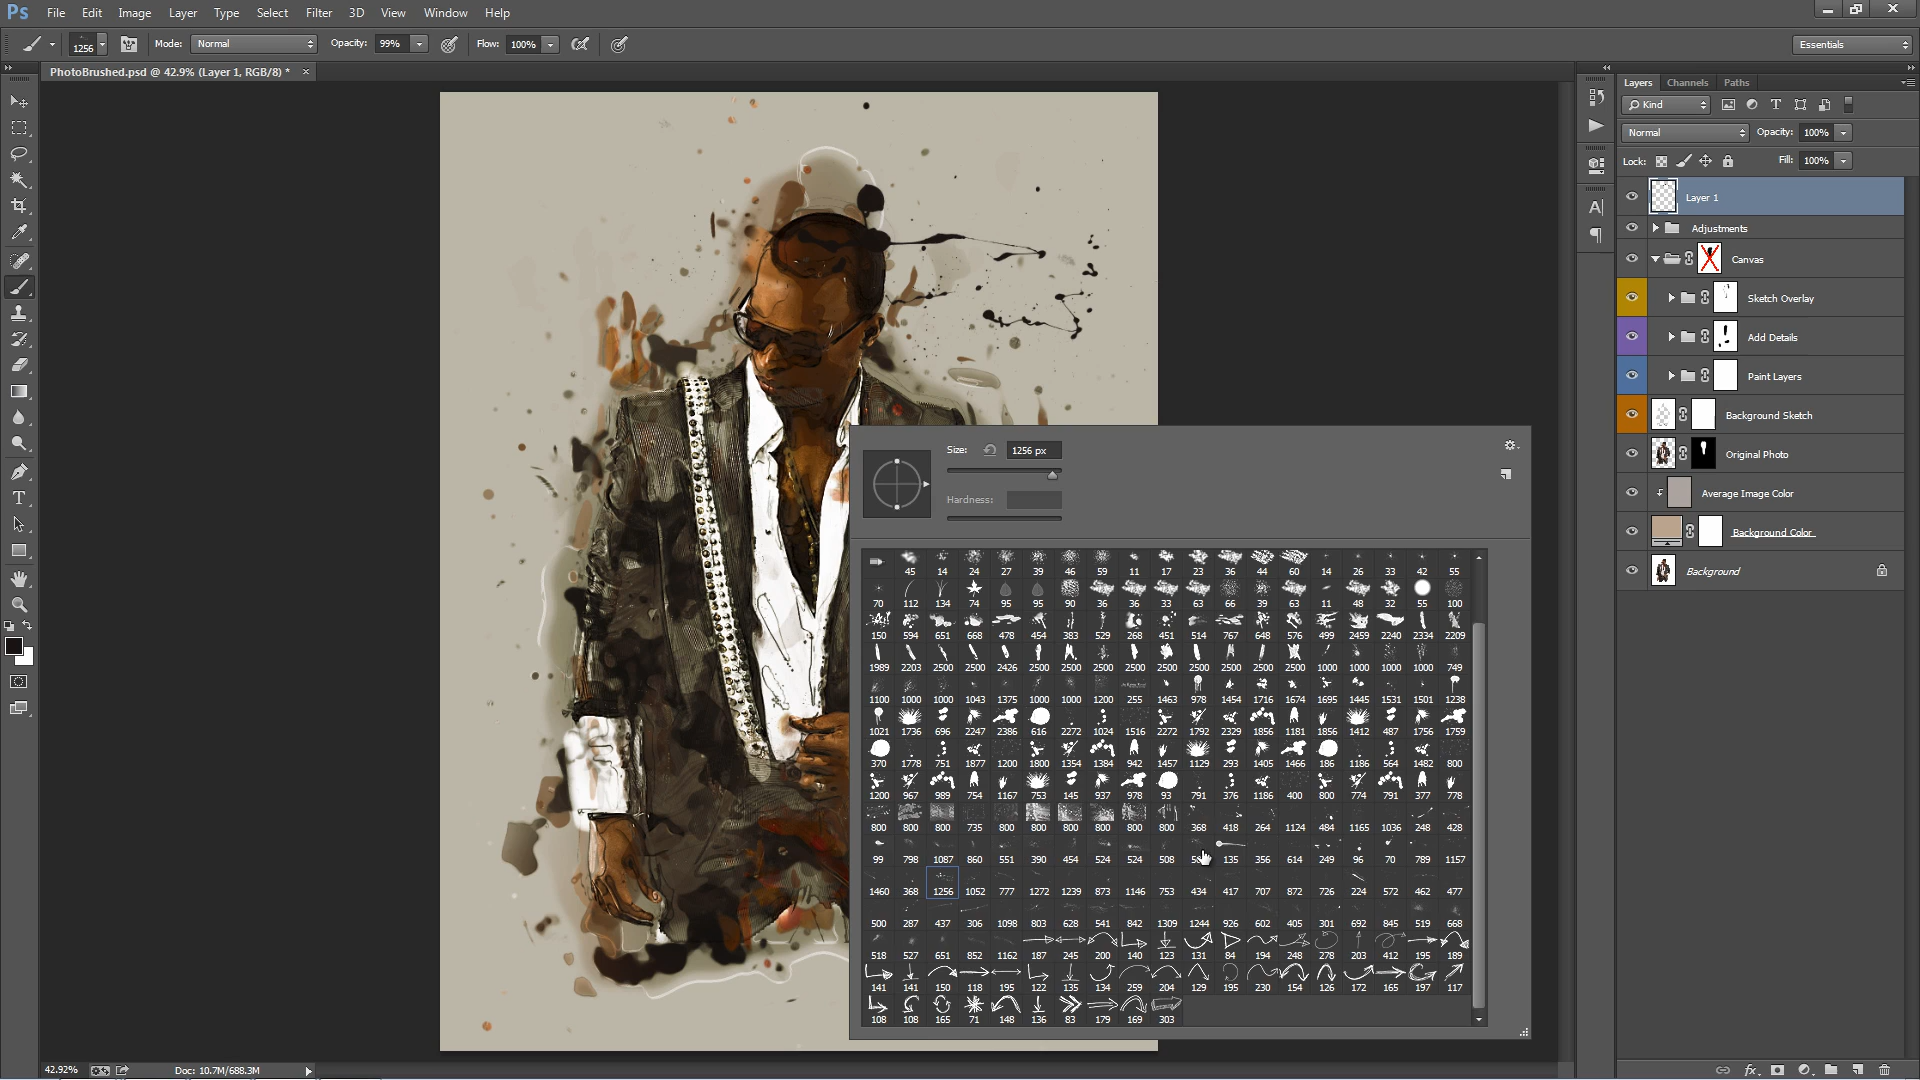 Ps File Edit Image Layer Type Select Filter 3D View Window Help
1256 Mode: Normal Opacity: 99% Flow: 100% Essentials
PhotoBrushed.psd @ 42.9% (Layer 1, RGB/8) * ×
Layers Channels Paths
Kind
Normal Opacity: 100%
Lock: Fill: 100%
Layer 1
Adjustments
Canvas
Sketch Overlay
Add Details
Paint Layers
Background Sketch
Original Photo
Average Image Color
Background Color
Background
Size: 1256 px
Hardness:
45 14 24 27 39 46 59 11 17 23 36 44 60 14 26 33 42 55
70 112 134 74 95 95 90 36 36 33 63 66 39 63 11 48 32 55 100
150 594 651 668 478 454 383 529 268 451 514 767 648 576 499 2459 2240 2334 2209
1989 2203 2500 2500 2426 2500 2500 2500 2500 2500 2500 2500 2500 2500 1000 1000 1000 1000 749
1100 1000 1000 1043 1375 1000 1000 1200 255 1463 978 1454 1716 1674 1695 1445 1531 1501 1238
1021 1736 696 2247 2386 616 2272 1024 1516 2272 1792 2329 1856 1181 1856 1412 487 1756 1759
370 1778 751 1877 1200 1800 1354 1384 942 1457 1129 293 1405 1466 186 1186 564 1482 800
1200 967 989 754 1167 753 145 937 978 93 791 376 1186 400 800 774 791 377 778
800 800 800 735 800 800 800 800 800 800 368 418 264 1124 484 1165 1036 248 428
99 798 1087 860 551 390 454 524 524 508 135 356 614 249 96 70 789 1157
1460 368 1256 1052 777 1272 1239 873 1146 753 434 417 707 872 726 224 572 462 477
500 287 437 306 1098 803 628 541 842 1309 1244 926 602 405 301 692 845 519 668
518 527 651 852 1162 187 245 200 140 123 131 84 194 248 278 203 412 195 189
141 141 150 118 195 122 135 134 259 204 129 195 230 154 126 172 165 197 117
108 108 165 71 148 136 83 179 169 303
42.92% Doc: 10.7M/688.3M